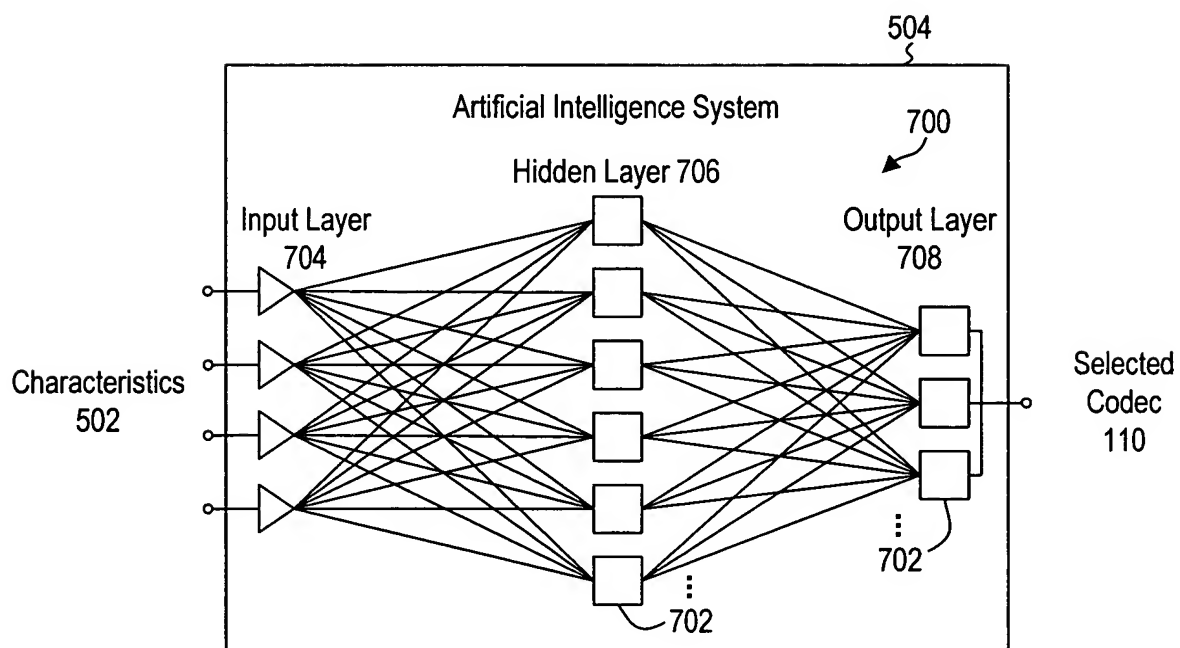 504
Artificial Intelligence System
700
Hidden Layer 706
Input Layer
704
Output Layer
708
Characteristics
502
Selected
Codec
110
702
702